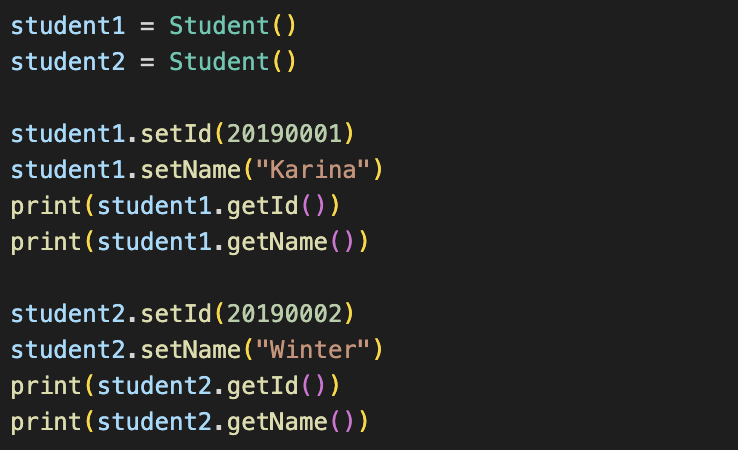 student1 = Student()
student2 = Student()
student1.setId(20190001)
student1.setName("Karina")
print(student1.getId())
print(student1.getName())
student2.setId(20190002)
student2.setName("Winter")
print(student2.getId())
print(student2.getName())